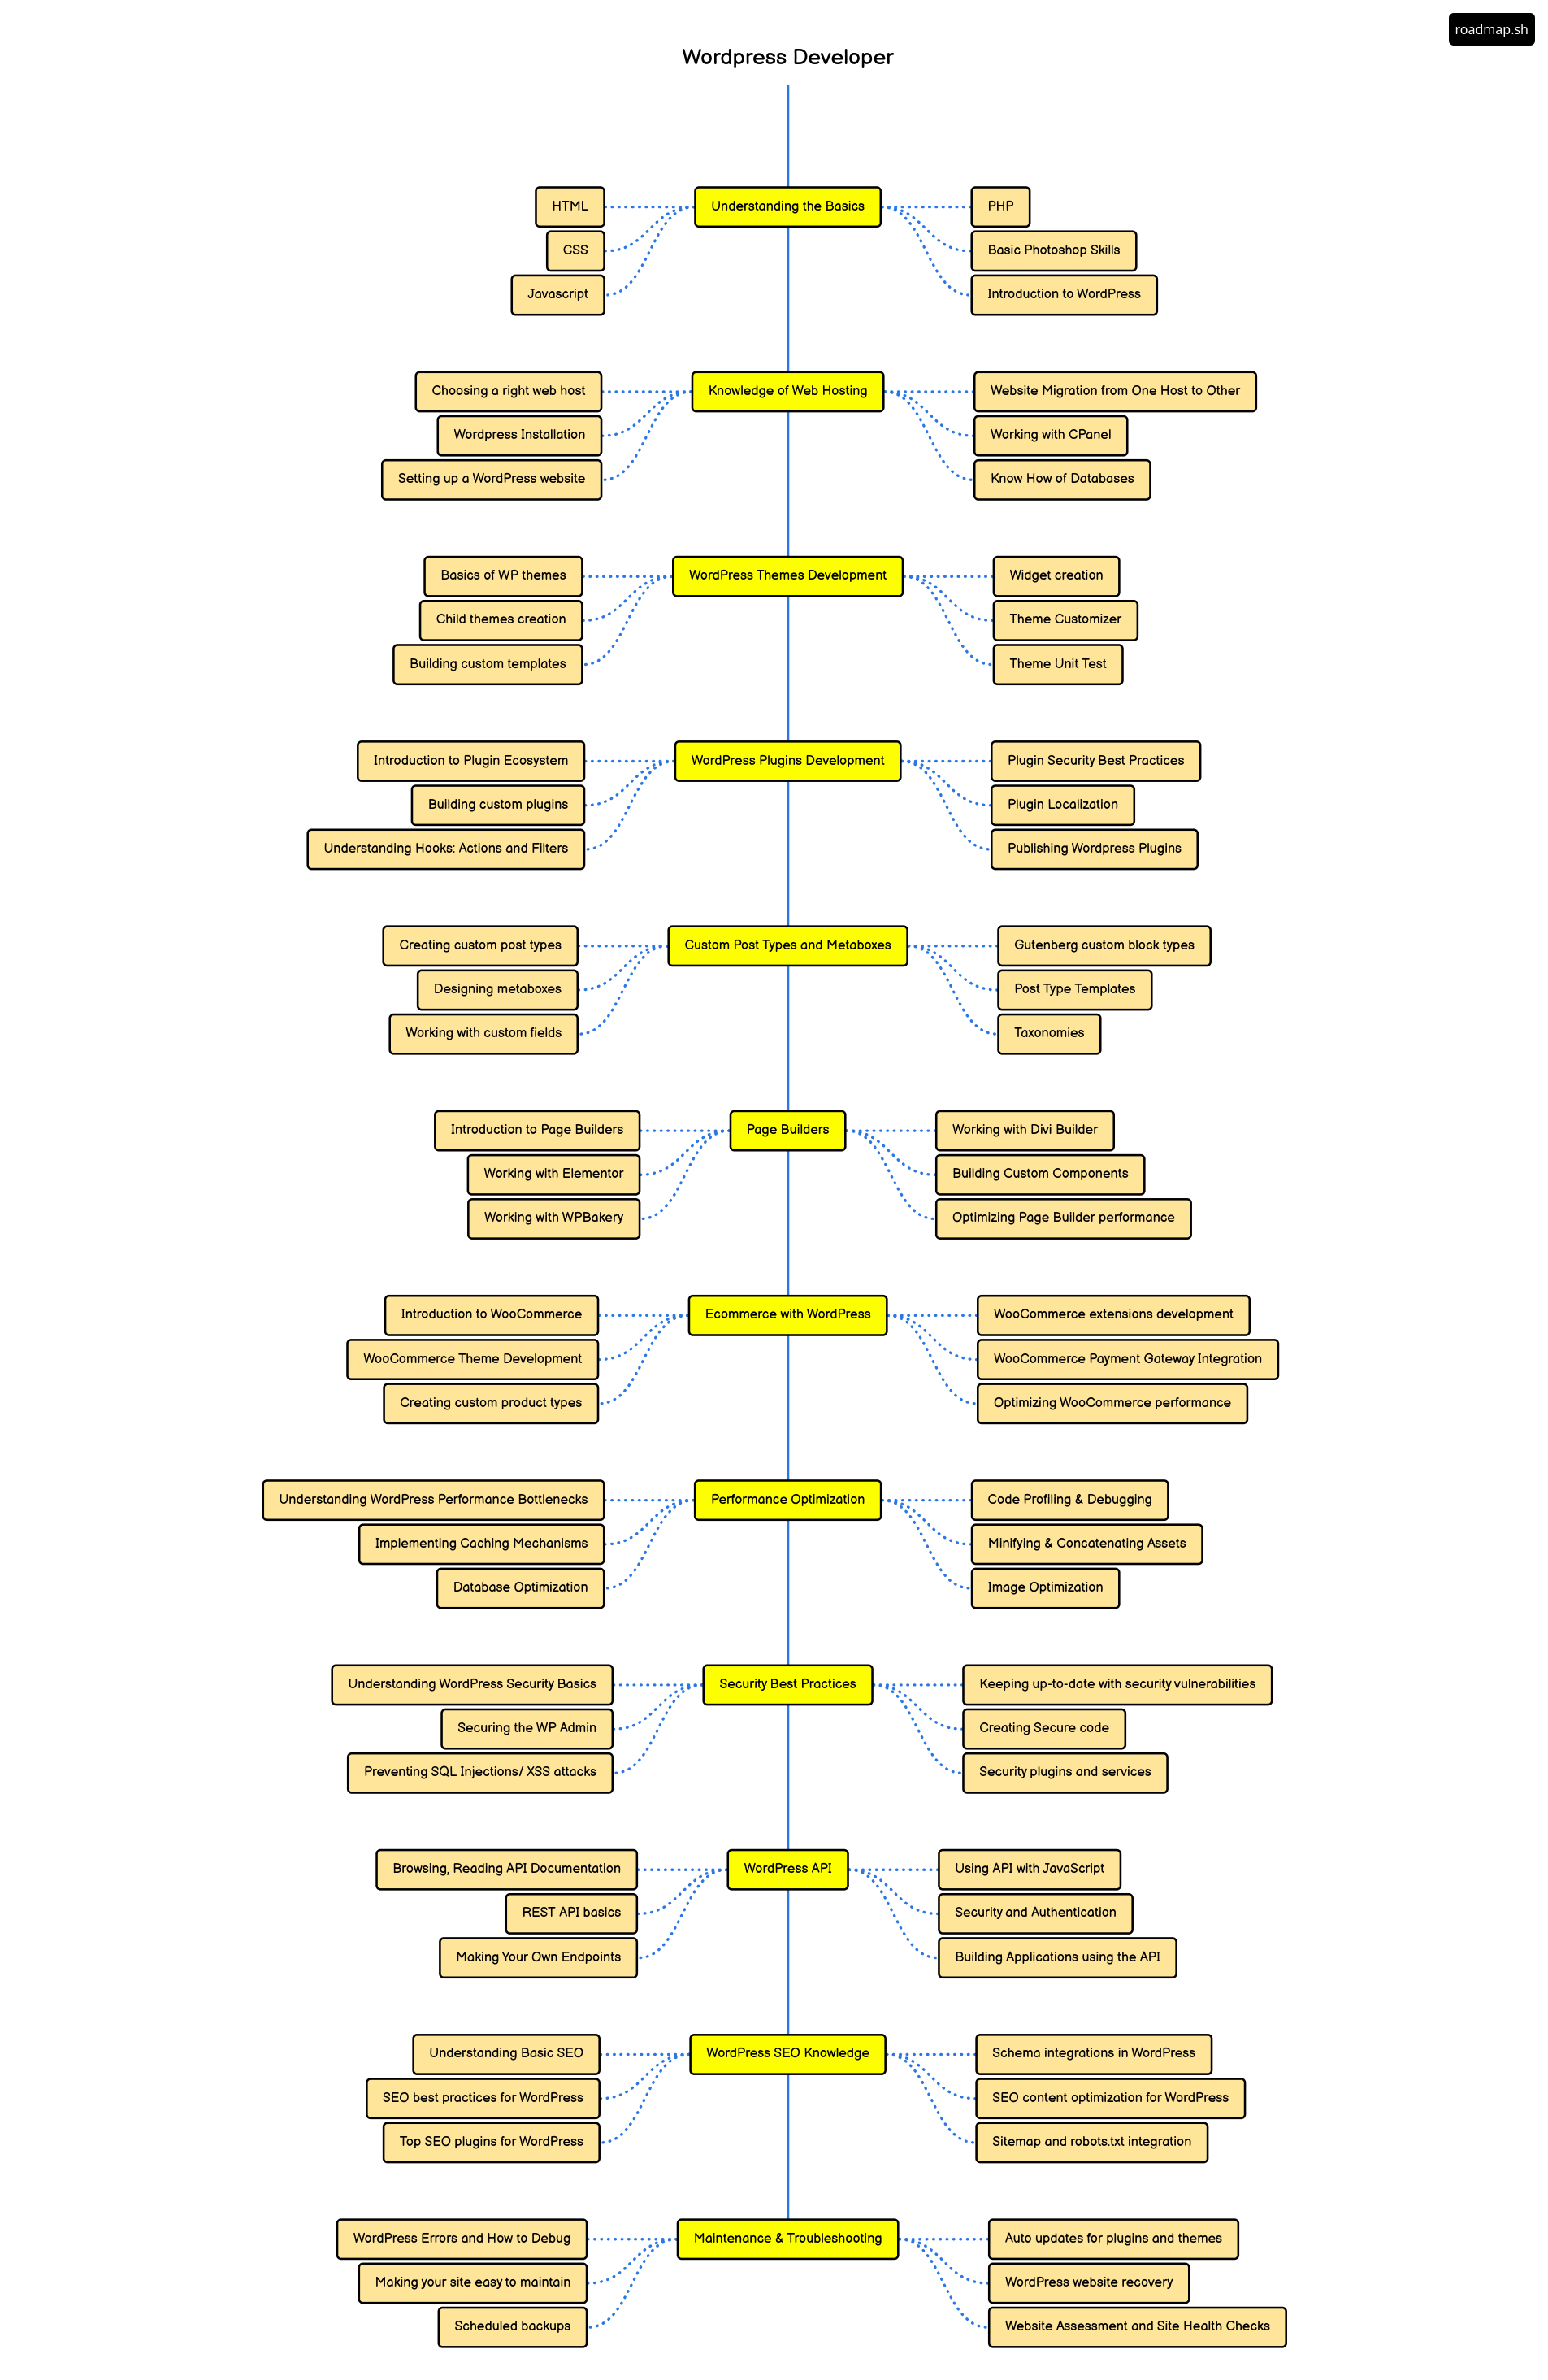 roadmap.sh
Wordpress Developer
HTML
Understanding the Basics
PHP
CSS
Basic Photoshop Skills
Javascript
Introduction to WordPress
Choosing a right web host
Knowledge of Web Hosting
Website Migration from One Host to Other
Wordpress Installation
Working with CPanel
Setting up a WordPress website
Know How of Databases
Basics of WP themes
WordPress Themes Development
Widget creation
Child themes creation
Theme Customizer
Building custom templates
Theme Unit Test
Introduction to Plugin Ecosystem
WordPress Plugins Development
Plugin Security Best Practices
Building custom plugins
Plugin Localization
Understanding Hooks: Actions and Filters
Publishing Wordpress Plugins
Creating custom post types
Custom Post Types and Metaboxes
Gutenberg custom block types
Designing metaboxes
Post Type Templates
Working with custom fields
Taxonomies
Introduction to Page Builders
Page Builders
Working with Divi Builder
Working with Elementor
Building Custom Components
Working with WPBakery
Optimizing Page Builder performance
Introduction to WooCommerce
Ecommerce with WordPress
WooCommerce extensions development
WooCommerce Theme Development
WooCommerce Payment Gateway Integration
Creating custom product types
Optimizing WooCommerce performance
Understanding WordPress Performance Bottlenecks
Performance Optimization
Code Profiling & Debugging
Implementing Caching Mechanisms
Minifying & Concatenating Assets
Database Optimization
Image Optimization
Understanding WordPress Security Basics
Security Best Practices
Keeping up-to-date with security vulnerabilities
Securing the WP Admin
Creating Secure code
Preventing SQL Injections/ XSS attacks
Security plugins and services
Browsing, Reading API Documentation
WordPress API
Using API with JavaScript
REST API basics
Security and Authentication
Making Your Own Endpoints
Building Applications using the API
Understanding Basic SEO
WordPress SEO Knowledge
Schema integrations in WordPress
SEO best practices for WordPress
SEO content optimization for WordPress
Top SEO plugins for WordPress
Sitemap and robots.txt integration
WordPress Errors and How to Debug
Maintenance & Troubleshooting
Auto updates for plugins and themes
Making your site easy to maintain
WordPress website recovery
Scheduled backups
Website Assessment and Site Health Checks